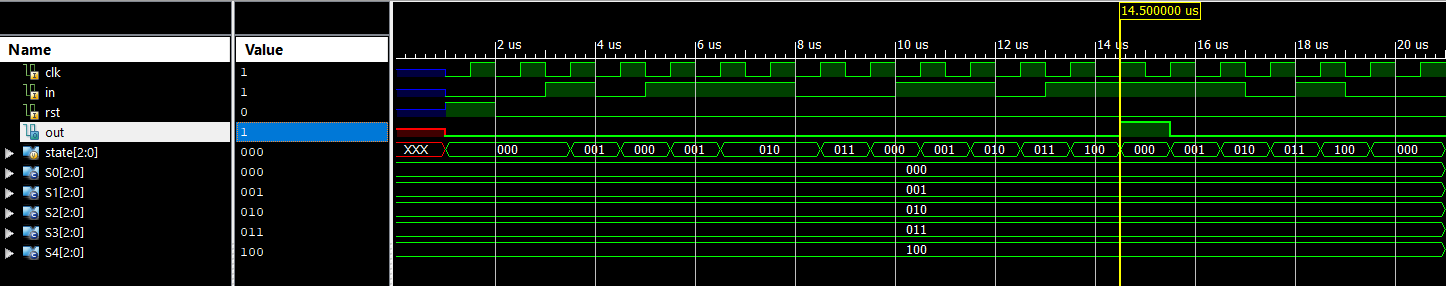 14.500000 us
Name Value
2 us 4 us 6 us 8 us 10 us 12 us 14 us 16 us 18 us 20 us
clk 1
in 1
rst 0
out 1
state[2:0] 000 XXX 000 001 000 001 010 011 000 001 010 011 100 000 001 010 011 100 000
S0[2:0] 000 000
S1[2:0] 001 001
S2[2:0] 010 010
S3[2:0] 011 011
S4[2:0] 100 100